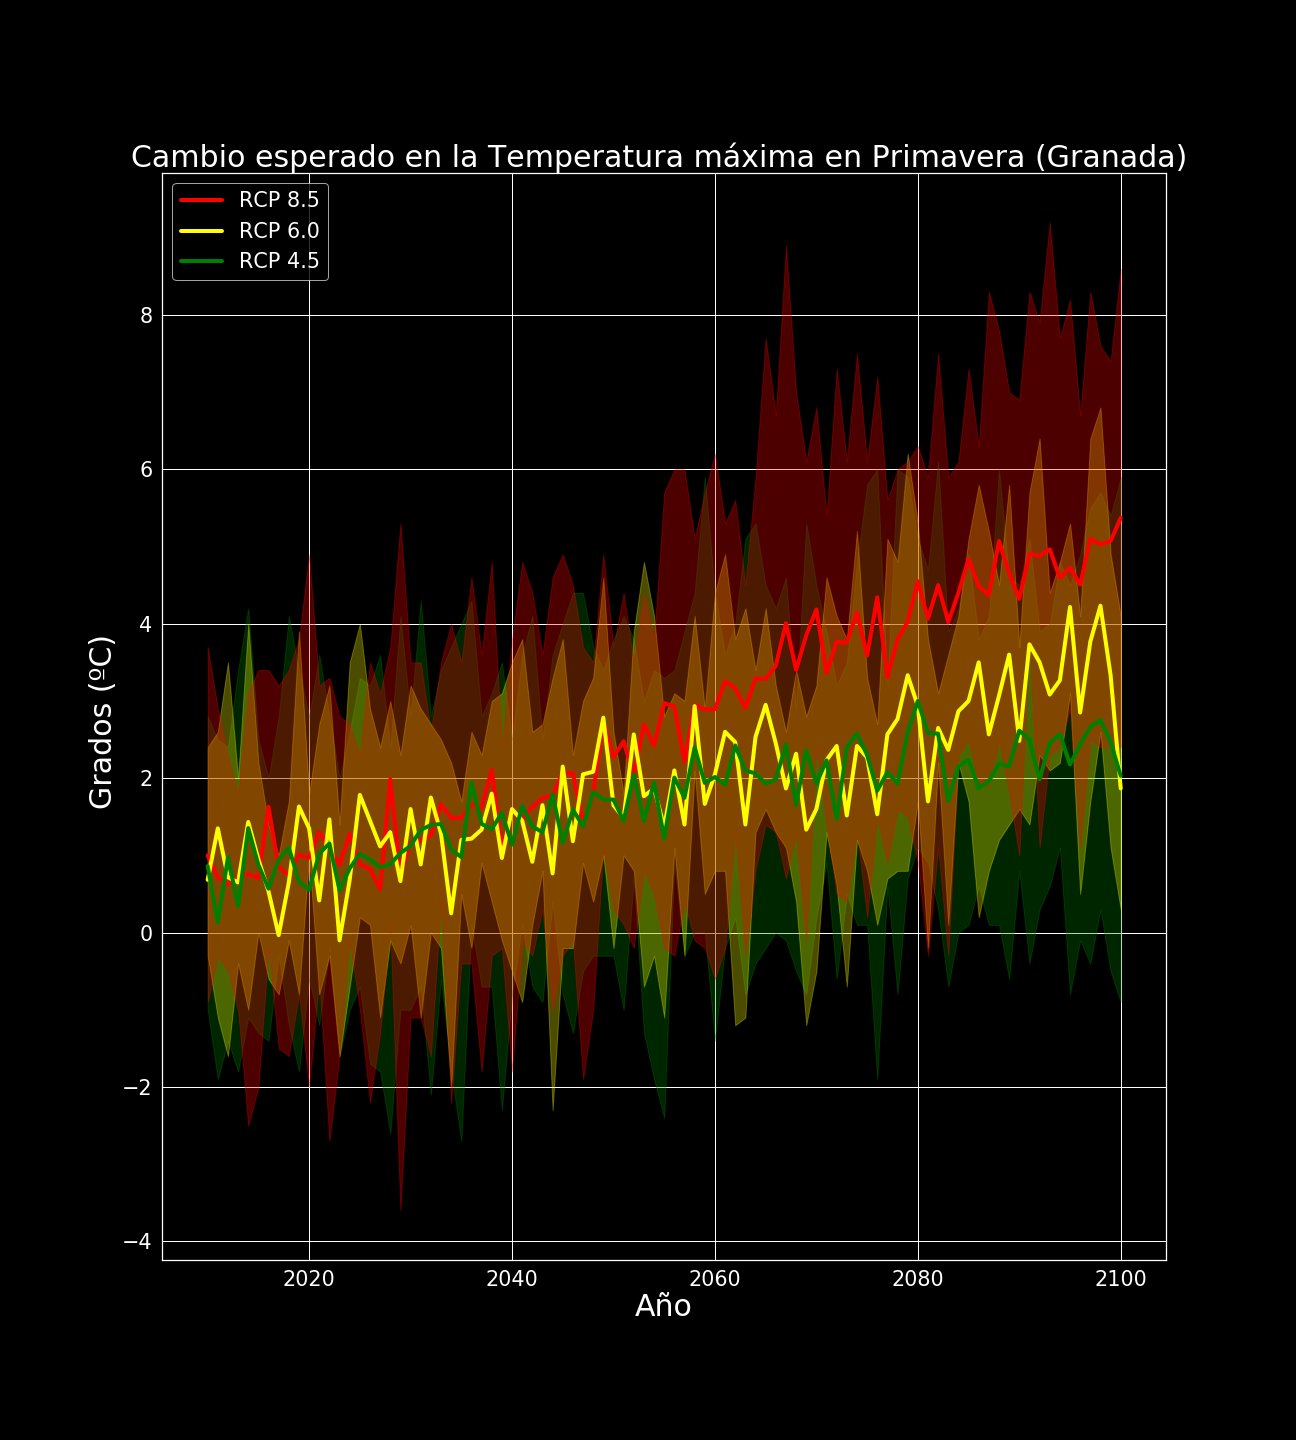 Cambio esperado en la Temperatura máxima en Primavera (Granada)
RCP 8.5
RCP 6.0
RCP 4.5
Grados (ºC)
8
6
4
2
0
−2
−4
2020 2040 2060 2080 2100
Año